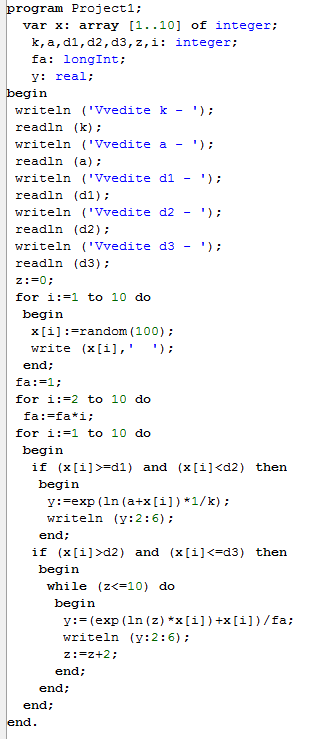 program Project1;
  var x: array [1..10] of integer;
   k,a,d1,d2,d3,z,i: integer;
   fa: longInt;
   y: real;
begin
 writeln ('Vvedite k - ');
 readln (k);
 writeln ('Vvedite a - ');
 readln (a);
 writeln ('Vvedite d1 - ');
 readln (d1);
 writeln ('Vvedite d2 - ');
 readln (d2);
 writeln ('Vvedite d3 - ');
 readln (d3);
 z:=0;
 for i:=1 to 10 do
  begin
   x[i]:=random(100);
   write (x[i],'  ');
  end;
 fa:=1;
 for i:=2 to 10 do
  fa:=fa*i;
 for i:=1 to 10 do
  begin
   if (x[i]>=d1) and (x[i]<d2) then
    begin
     y:=exp(ln(a+x[i])*1/k);
     writeln (y:2:6);
    end;
   if (x[i]>d2) and (x[i]<=d3) then
    begin
     while (z<=10) do
      begin
       y:=(exp(ln(z)*x[i])+x[i])/fa;
       writeln (y:2:6);
       z:=z+2;
      end;
    end;
  end;
end.